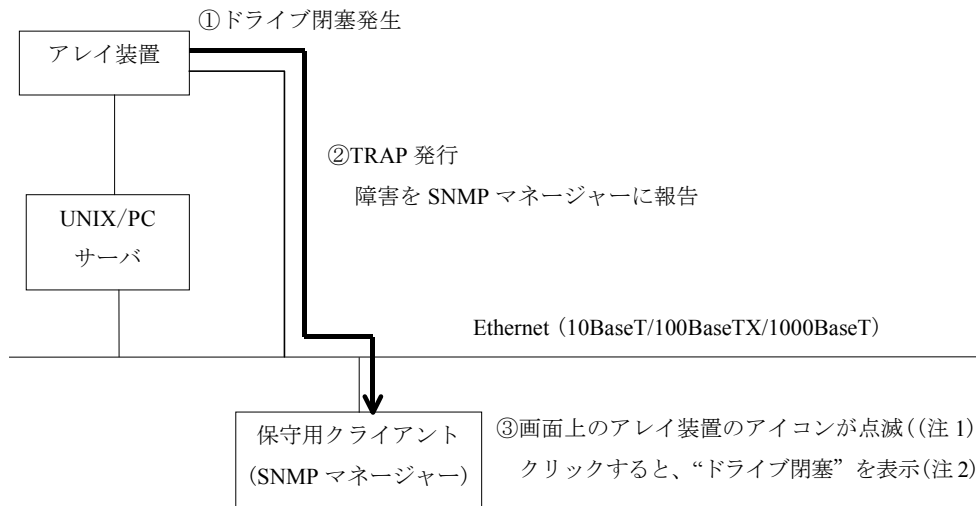 ①ドライブ閉塞発生
アレイ装置
②TRAP 発行
障害を SNMP マネージャーに報告
UNIX/PC
サーバ
Ethernet（10BaseT/100BaseTX/1000BaseT）
保守用クライアント
（SNMP マネージャー）
③画面上のアレイ装置のアイコンが点滅（（注 1）
クリックすると、“ドライブ閉塞” を表示（注 2）